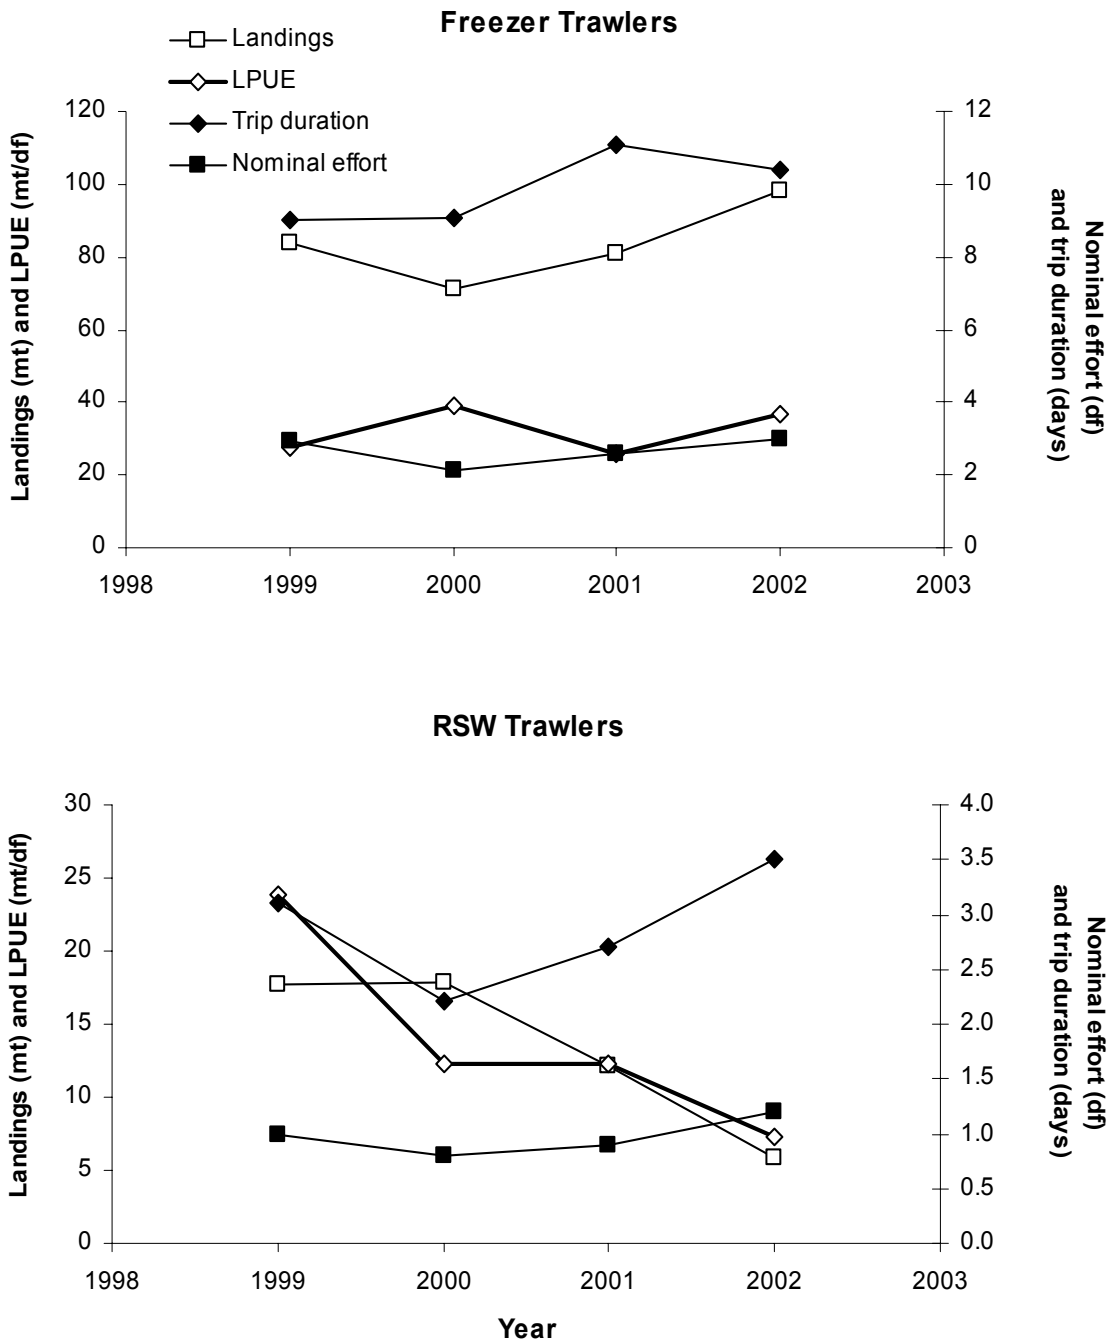 Freezer Trawlers
Landings
LPUE
Trip duration
Nominal effort
Landings (mt) and LPUE (mt/df)
120
100
80
60
40
20
0
12
10
8
6
4
2
0
Nominal effort (df)
and trip duration (days)
1998 1999 2000 2001 2002 2003
RSW Trawlers
Landings (mt) and LPUE (mt/df)
30
25
20
15
10
5
0
4.0
3.5
3.0
2.5
2.0
1.5
1.0
0.5
0.0
Nominal effort (df)
and trip duration (days)
1998 1999 2000 2001 2002 2003
Year